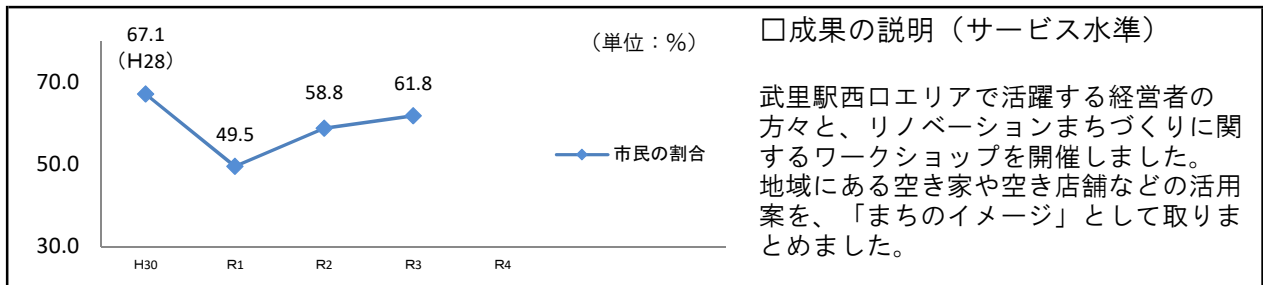 67.1
（H28）
（単位：％）
70.0
61.8
58.8
49.5
50.0
市民の割合
30.0
H30
R1
R2
R3
R4
□成果の説明（サービス水準）
武里駅西口エリアで活躍する経営者の
方々と、リノベーションまちづくりに関
するワークショップを開催しました。
地域にある空き家や空き店舗などの活用
案を、「まちのイメージ」として取りま
とめました。